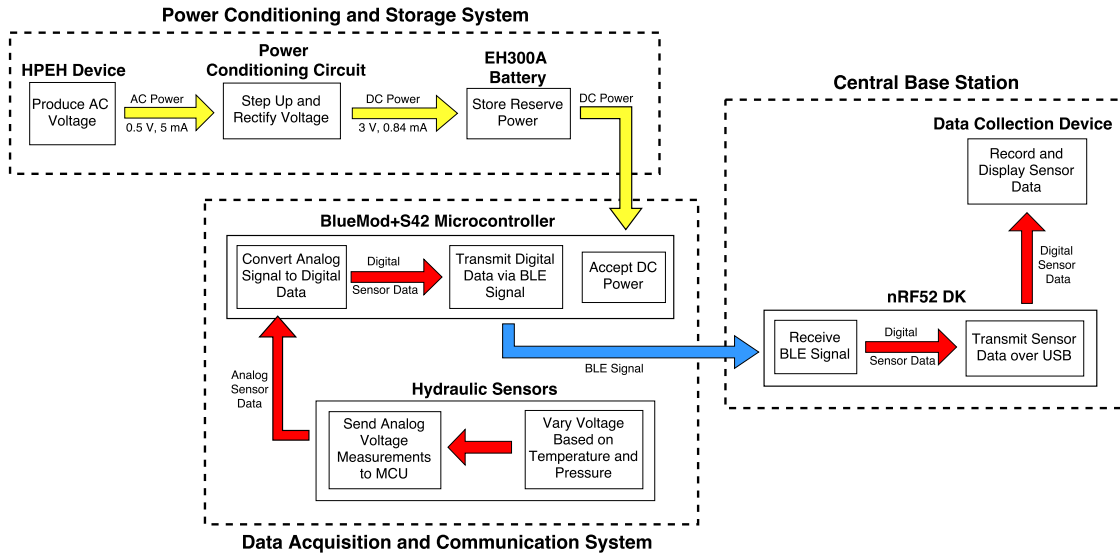 Power Conditioning and Storage System
HPEH Device
Produce AC
Voltage
AC Power
0.5 V, 5 mA
Power
Conditioning Circuit
Step Up and
Rectify Voltage
DC Power
3 V, 0.84 mA
EH300A
Battery
Store Reserve
Power
DC Power
BlueMod+S42 Microcontroller
Convert Analog
Signal to Digital
Data
Digital
Sensor Data
Transmit Digital
Data via BLE
Signal
Accept DC
Power
Analog
Sensor
Data
Hydraulic Sensors
Send Analog
Voltage
Measurements
to MCU
Vary Voltage
Based on
Temperature and
Pressure
Data Acquisition and Communication System
BLE Signal
Central Base Station
Data Collection Device
Record and
Display Sensor
Data
Digital
Sensor
Data
nRF52 DK
Receive
BLE Signal
Digital
Sensor Data
Transmit Sensor
Data over USB